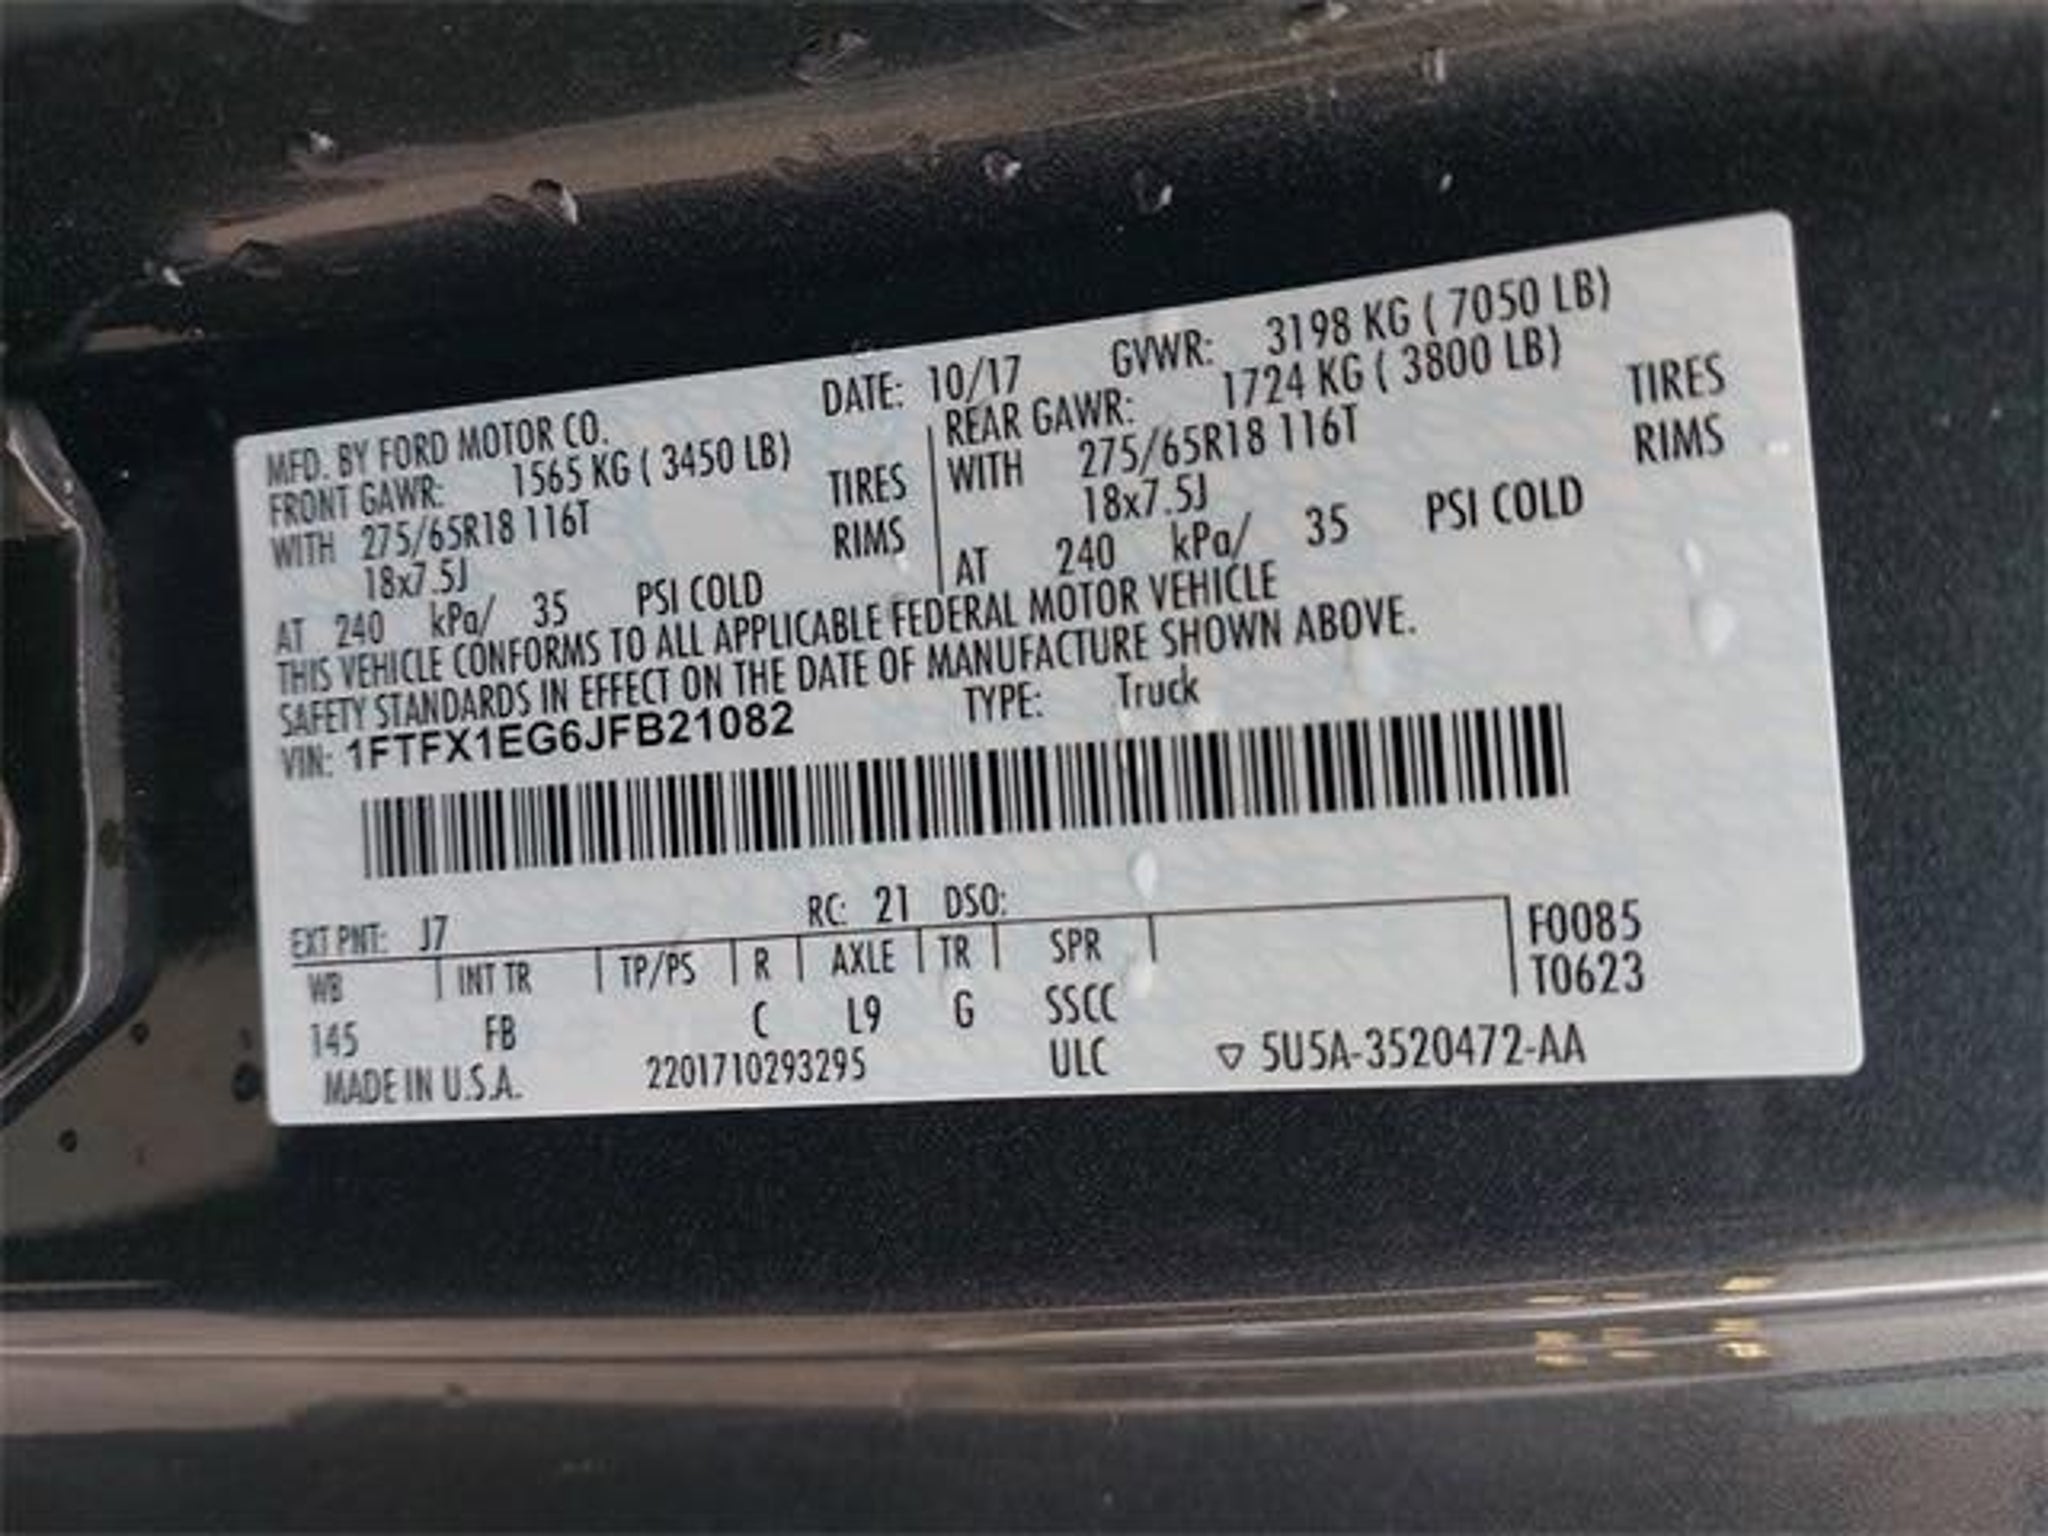 MFD. BY FORD MOTOR CO.
DATE: 10/17 GVWR: 3198 KG ( 7050 LB)
FRONT GAWR: 1565 KG ( 3450 LB)
WITH 275/65R18 116T TIRES
18x7.5J RIMS
AT 240 kPa/ 35 PSI COLD
REAR GAWR: 1724 KG ( 3800 LB)
WITH 275/65R18 116T TIRES
18x7.5J RIMS
AT 240 kPa/ 35 PSI COLD
THIS VEHICLE CONFORMS TO ALL APPLICABLE FEDERAL MOTOR VEHICLE
SAFETY STANDARDS IN EFFECT ON THE DATE OF MANUFACTURE SHOWN ABOVE.
VIN: 1FTFX1EG6JFB21082 TYPE: Truck
EXT PNT: J7 RC: 21 DSO:
WB INT TR TP/PS R AXLE TR SPR F0085
T0623
145 FB C L9 G SSCC
MADE IN U.S.A. 2201710293295 ULC ▽ 5U5A-3520472-AA